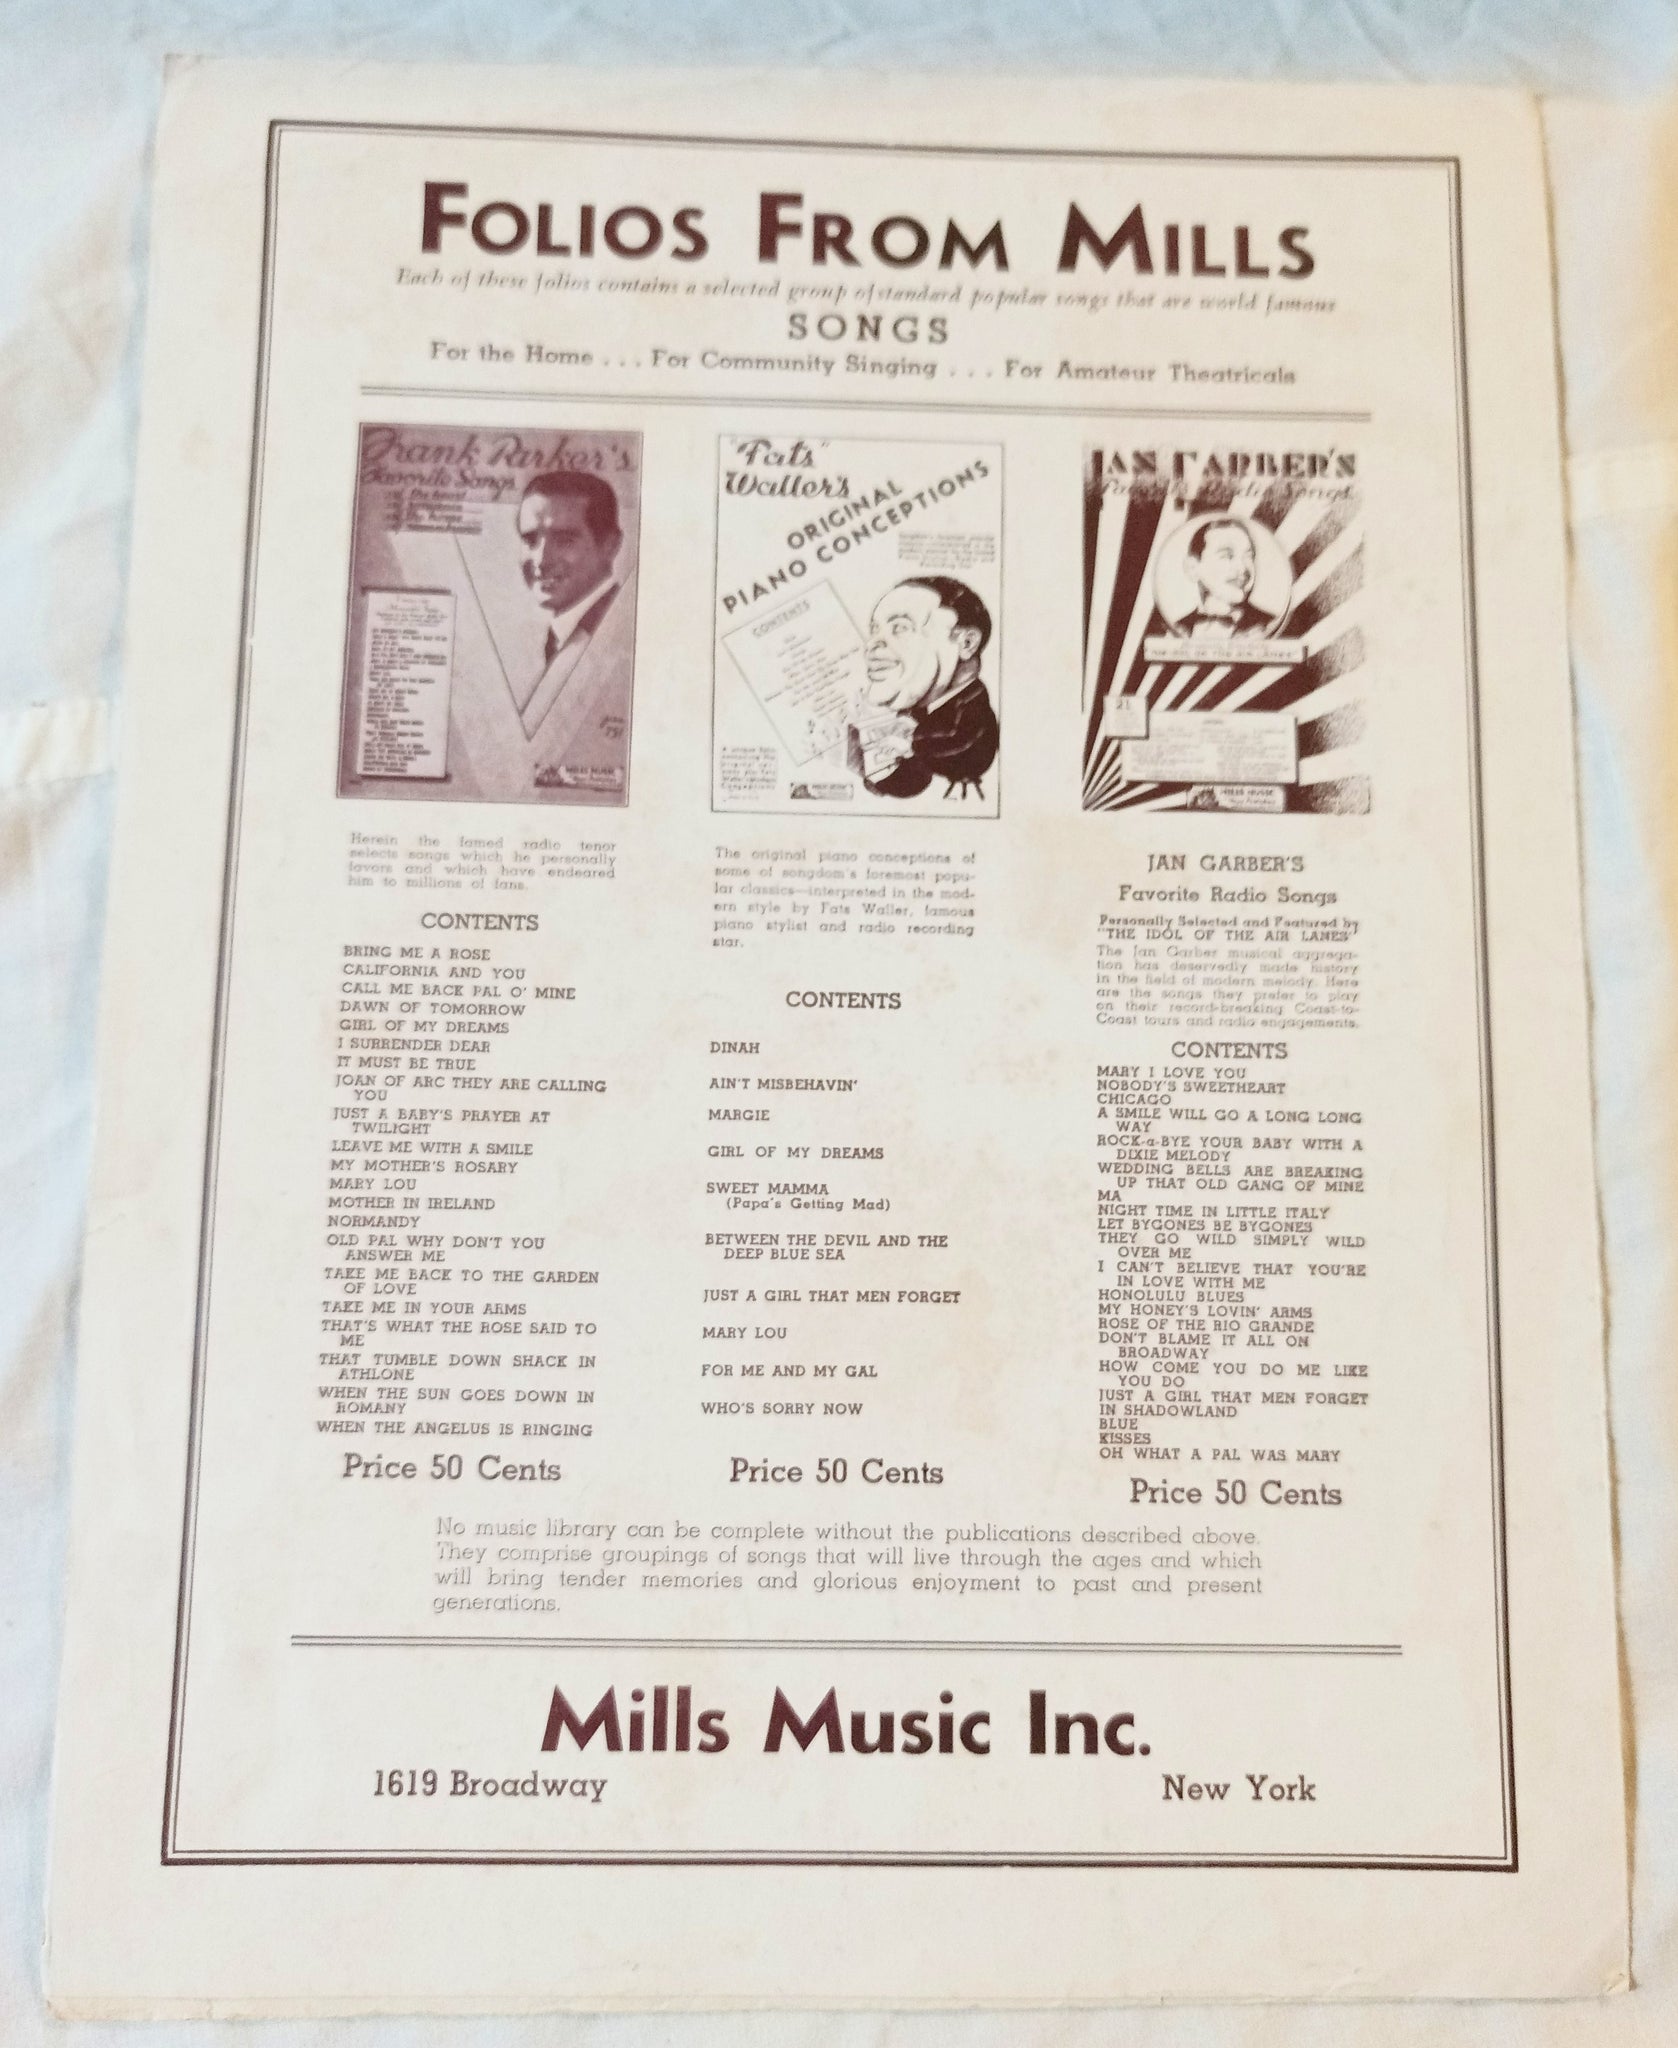 FOLIOS FROM MILLS
Each of these folios contains a selected group of standard popular songs that are world famous
SONGS
For the Home . . . For Community Singing . . . For Amateur Theatricals
Frank Parker's
Favorite Songs
MILLS MUSIC
"Fats"
Waller's
ORIGINAL
PIANO CONCEPTIONS
CONTENTS
JAN GARBER'S
Favorite Radio Songs
"THE IDOL OF THE AIR LANES"
21
MILLS MUSIC
Herein the famed radio tenor
selects songs which he personally
favors and which have endeared
him to millions of fans.
CONTENTS
BRING ME A ROSE
CALIFORNIA AND YOU
CALL ME BACK PAL O' MINE
DAWN OF TOMORROW
GIRL OF MY DREAMS
I SURRENDER DEAR
IT MUST BE TRUE
JOAN OF ARC THEY ARE CALLING
YOU
JUST A BABY'S PRAYER AT
TWILIGHT
LEAVE ME WITH A SMILE
MY MOTHER'S ROSARY
MARY LOU
MOTHER IN IRELAND
NORMANDY
OLD PAL WHY DON'T YOU
ANSWER ME
TAKE ME BACK TO THE GARDEN
OF LOVE
TAKE ME IN YOUR ARMS
THAT'S WHAT THE ROSE SAID TO
ME
THAT TUMBLE DOWN SHACK IN
ATHLONE
WHEN THE SUN GOES DOWN IN
ROMANY
WHEN THE ANGELUS IS RINGING
Price 50 Cents
The original piano conceptions of
some of songdom's foremost popu-
lar classics—interpreted in the mod-
ern style by Fats Waller, famous
piano stylist and radio recording
star.
CONTENTS
DINAH
AIN'T MISBEHAVIN'
MARGIE
GIRL OF MY DREAMS
SWEET MAMMA
(Papa's Getting Mad)
BETWEEN THE DEVIL AND THE
DEEP BLUE SEA
JUST A GIRL THAT MEN FORGET
MARY LOU
FOR ME AND MY GAL
WHO'S SORRY NOW
Price 50 Cents
JAN GARBER'S
Favorite Radio Songs
Personally Selected and Featured by
"THE IDOL OF THE AIR LANES"
The Jan Garber musical aggrega-
tion has deservedly made history
in the field of modern melody. Here
are the songs they prefer to play
on their record-breaking Coast-to-
Coast tours and radio engagements.
CONTENTS
MARY I LOVE YOU
NOBODY'S SWEETHEART
CHICAGO
A SMILE WILL GO A LONG LONG
WAY
ROCK-a-BYE YOUR BABY WITH A
DIXIE MELODY
WEDDING BELLS ARE BREAKING
UP THAT OLD GANG OF MINE
MA
NIGHT TIME IN LITTLE ITALY
LET BYGONES BE BYGONES
THEY GO WILD SIMPLY WILD
OVER ME
I CAN'T BELIEVE THAT YOU'RE
IN LOVE WITH ME
HONOLULU BLUES
MY HONEY'S LOVIN' ARMS
ROSE OF THE RIO GRANDE
DON'T BLAME IT ALL ON
BROADWAY
HOW COME YOU DO ME LIKE
YOU DO
JUST A GIRL THAT MEN FORGET
IN SHADOWLAND
BLUE
KISSES
OH WHAT A PAL WAS MARY
Price 50 Cents
No music library can be complete without the publications described above.
They comprise groupings of songs that will live through the ages and which
will bring tender memories and glorious enjoyment to past and present
generations.
Mills Music Inc.
1619 Broadway New York